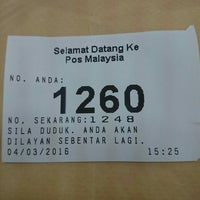 Selamat Datang Ke
Pos Malaysia
NO. ANDA:
1260
NO. SEKARANG:1248
SILA DUDUK. ANDA AKAN
DILAYAN SEBENTAR LAGI.
04/03/2016 15:25